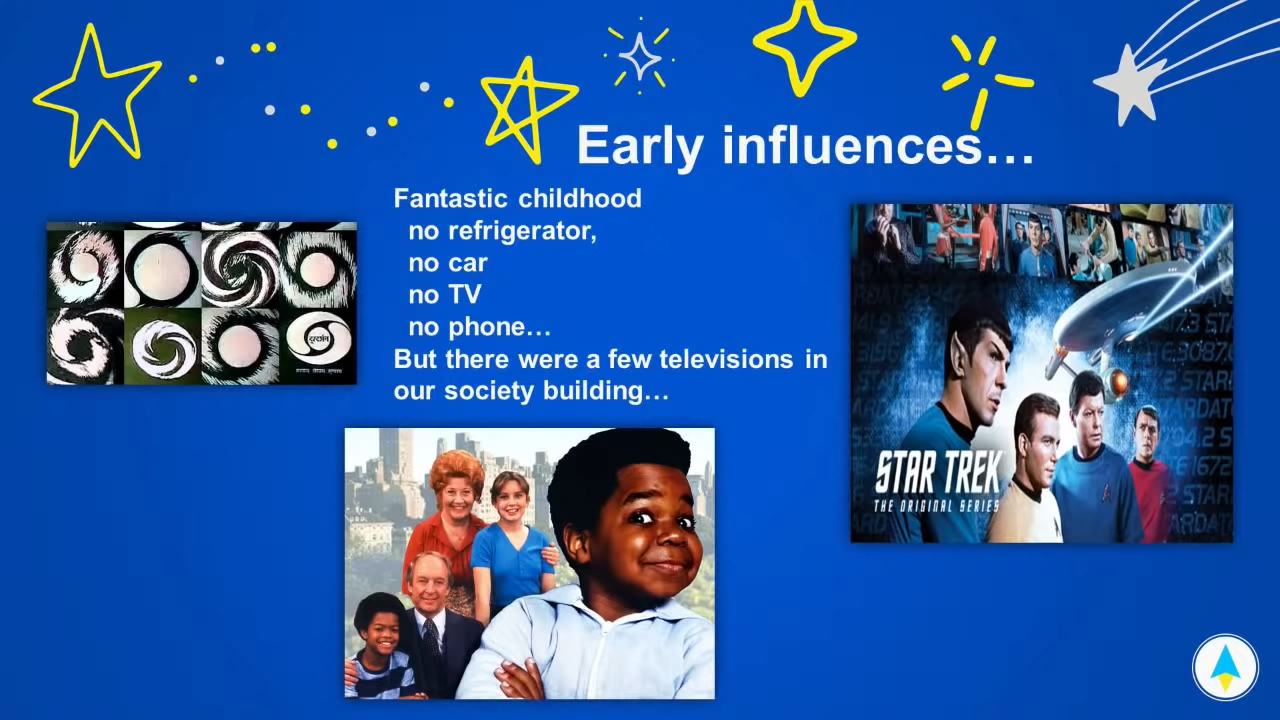 Early influences…
Fantastic childhood
no refrigerator,
no car
no TV
no phone…
But there were a few televisions in
our society building…
STAR TREK
THE ORIGINAL SERIES